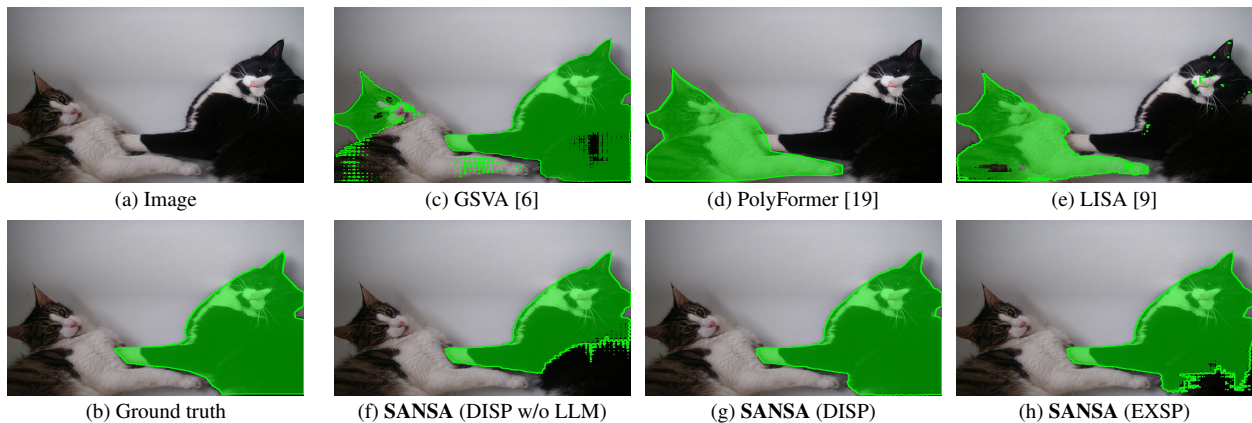 (a) Image
(c) GSVA [6]
(d) PolyFormer [19]
(e) LISA [9]
(b) Ground truth
(f) SANSA (DISP w/o LLM)
(g) SANSA (DISP)
(h) SANSA (EXSP)